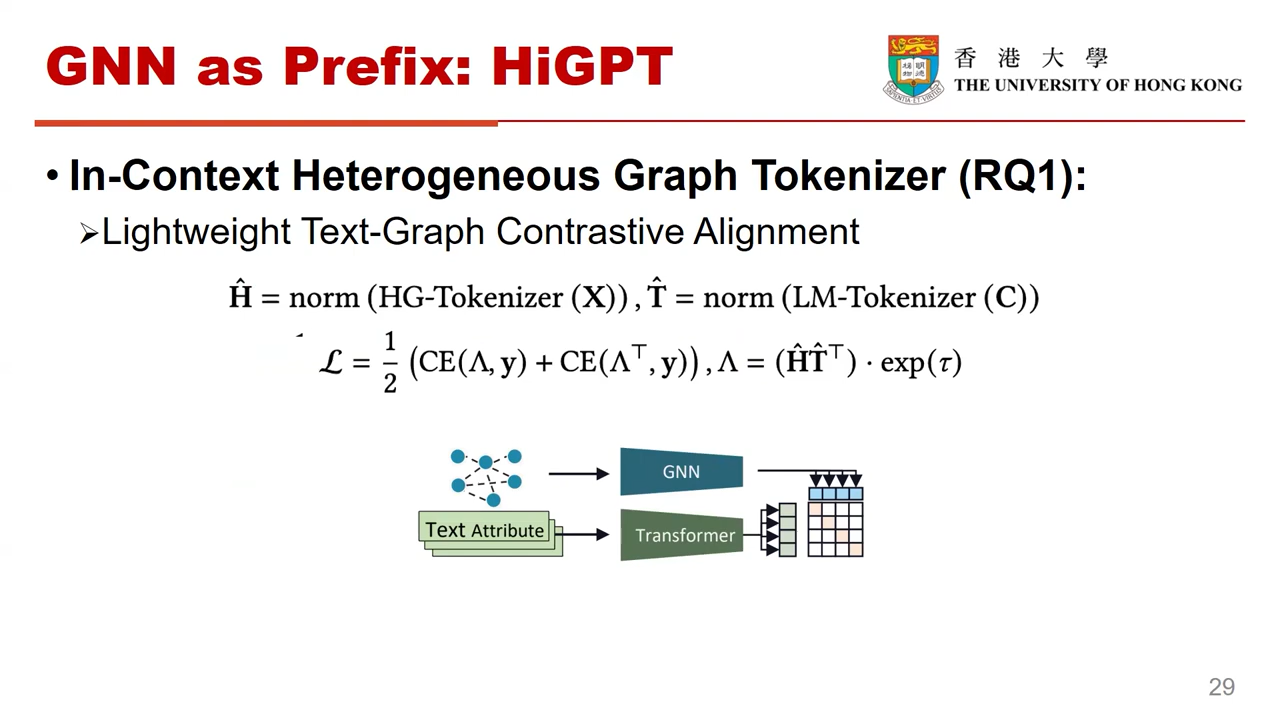 GNN as Prefix: HiGPT
香港大學
THE UNIVERSITY OF HONG KONG
• In-Context Heterogeneous Graph Tokenizer (RQ1):
➢Lightweight Text-Graph Contrastive Alignment
Ĥ = norm (HG-Tokenizer (X)) , T̂ = norm (LM-Tokenizer (C))
ℒ = 1/2 (CE(Λ, y) + CE(Λ⊤, y)) , Λ = (ĤT̂⊤) · exp(τ)
GNN
Text Attribute
Transformer
29